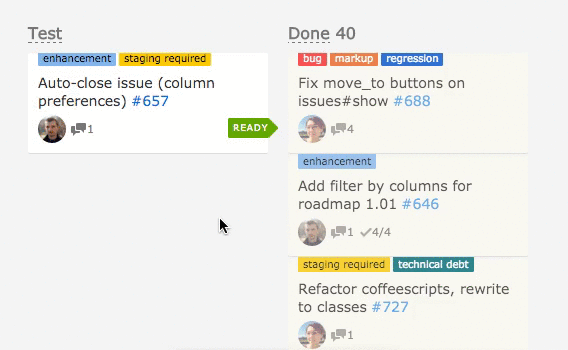 Test
enhancement staging required
Auto-close issue (column
preferences) #657
1
READY
Done 40
bug markup regression
Fix move_to buttons on
issues#show #688
4
enhancement
Add filter by columns for
roadmap 1.01 #646
1 4/4
staging required technical debt
Refactor coffeescripts, rewrite
to classes #727
1